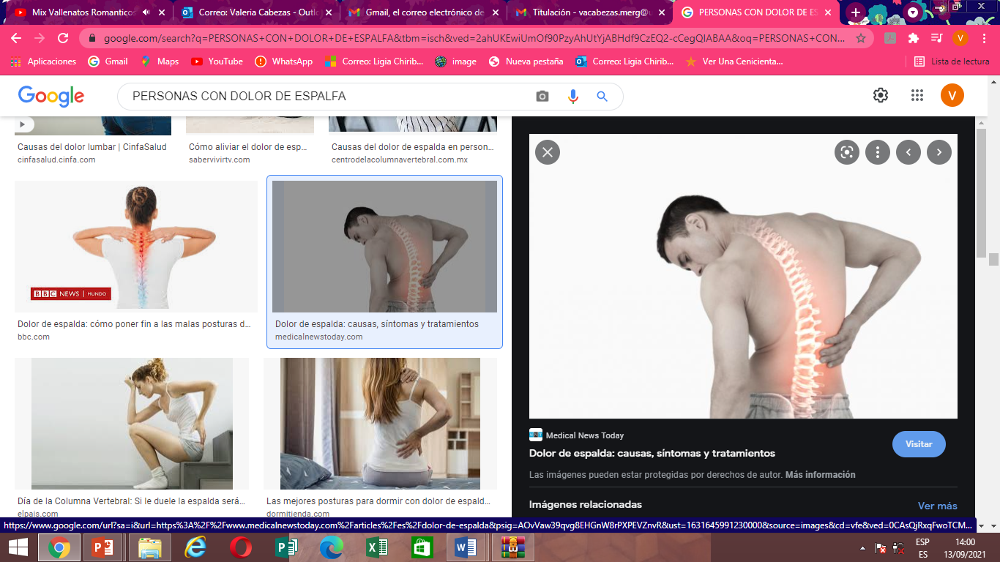 Mix Vallenatos Romanticos
Correo: Valeria Cabezas - Outlo
Gmail, el correo electrónico de
Titulación - vacabezas.merg@u
PERSONAS CON DOLOR DE ES
google.com/search?q=PERSONAS+CON+DOLOR+DE+ESPALFA&tbm=isch&ved=2ahUKEwiUmOf90PzyAhUtYjABHdf9CzEQ2-cCegQIABAA&oq=PERSONAS+CON...
V
Aplicaciones
Gmail
Maps
YouTube
WhatsApp
Correo: Ligia Chirib...
image
Nueva pestaña
Correo: Ligia Chirib...
Ver Una Cenicienta...
Lista de lectura
Google
PERSONAS CON DOLOR DE ESPALFA
V
Causas del dolor lumbar | CinfaSalud
cinfasalud.cinfa.com
Cómo aliviar el dolor de esp...
sabervivirtv.com
Causas del dolor de espalda en person...
centrodelacolumnavertebral.com.mx
BBC NEWS | MUNDO
Dolor de espalda: cómo poner fin a las malas posturas d...
bbc.com
Dolor de espalda: causas, síntomas y tratamientos
medicalnewstoday.com
Día de la Columna Vertebral: Si le duele la espalda será...
elpais.com
Las mejores posturas para dormir con dolor de espald...
dormitienda.com
Medical News Today
Visitar
Dolor de espalda: causas, síntomas y tratamientos
Las imágenes pueden estar protegidas por derechos de autor. Más información
Imágenes relacionadas
Ver más
https://www.google.com/url?sa=i&url=https%3A%2F%2Fwww.medicalnewstoday.com%2Farticles%2Fes%2Fdolor-de-espalda&psig=AOvVaw39qvg8EHGnW8rPXPEVZnvR&ust=1631645991230000&source=images&cd=vfe&ved=0CAsQjRxqFwoTCM...
ESP
ES
14:00
13/09/2021